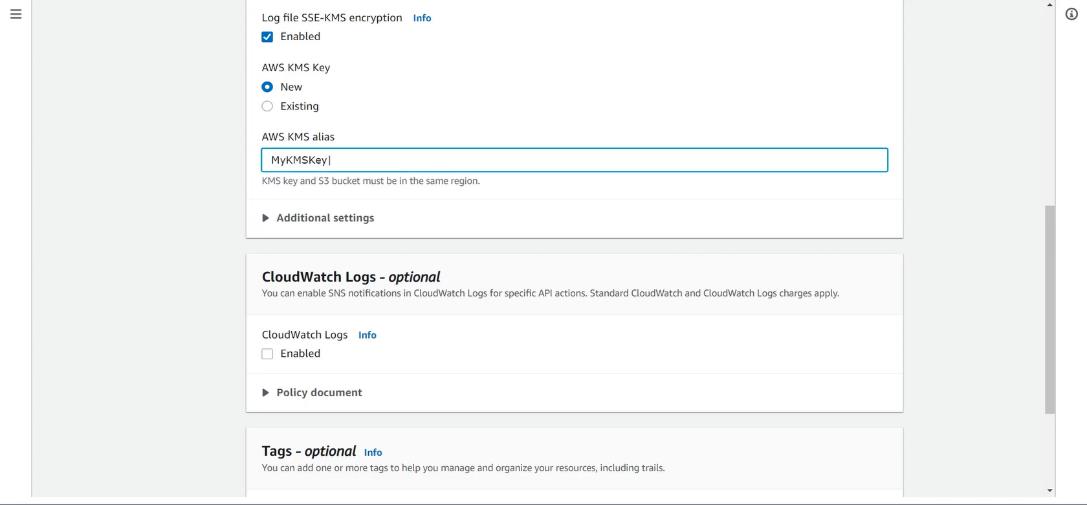 Log file SSE-KMS encryption Info
Enabled
AWS KMS Key
New
Existing
AWS KMS alias
MyKMSKey
KMS key and S3 bucket must be in the same region.
Additional settings
CloudWatch Logs - optional
You can enable SNS notifications in CloudWatch Logs for specific API actions. Standard CloudWatch and CloudWatch Logs charges apply.
CloudWatch Logs Info
Enabled
Policy document
Tags - optional Info
You can add one or more tags to help you manage and organize your resources, including trails.